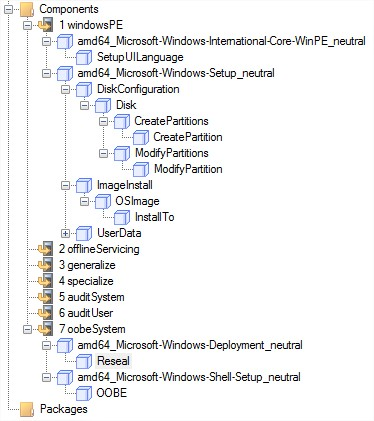 Components
1 windowsPE
amd64_Microsoft-Windows-International-Core-WinPE_neutral
SetupUILanguage
amd64_Microsoft-Windows-Setup_neutral
DiskConfiguration
Disk
CreatePartitions
CreatePartition
ModifyPartitions
ModifyPartition
ImageInstall
OSImage
InstallTo
UserData
2 offlineServicing
3 generalize
4 specialize
5 auditSystem
6 auditUser
7 oobeSystem
amd64_Microsoft-Windows-Deployment_neutral
Reseal
amd64_Microsoft-Windows-Shell-Setup_neutral
OOBE
Packages